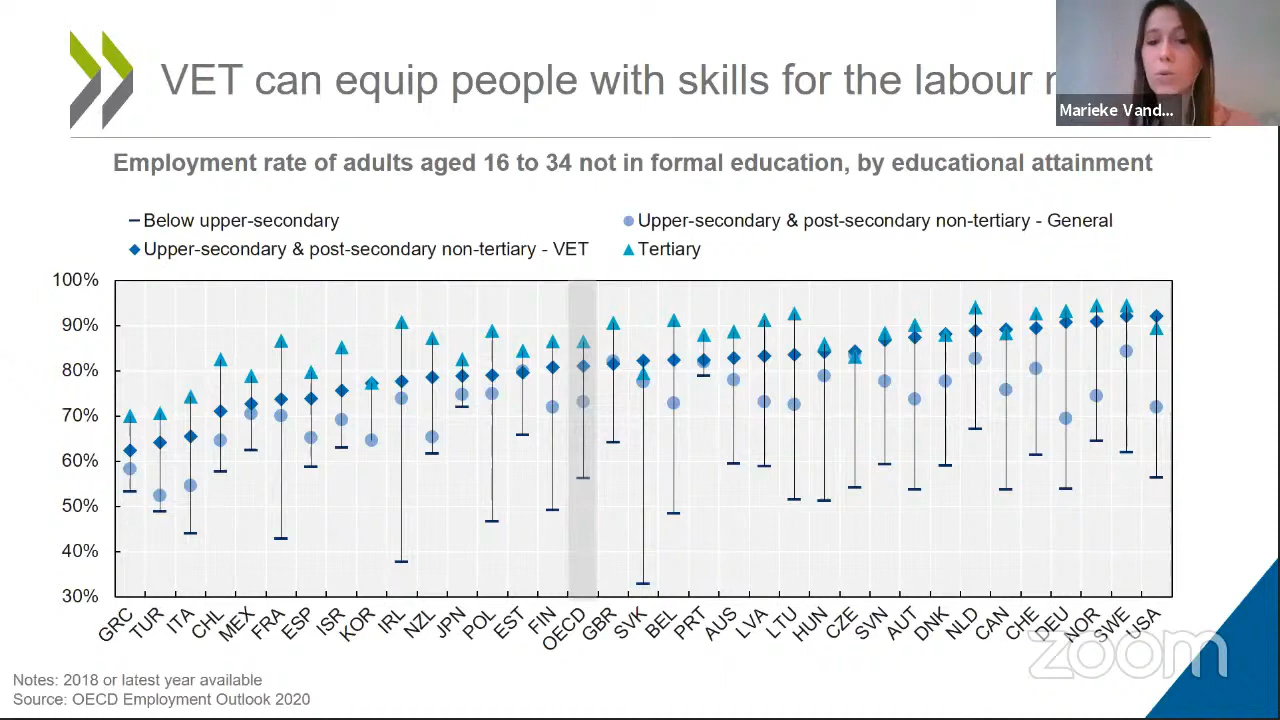 VET can equip people with skills for the labour
Marieke Vand...
Employment rate of adults aged 16 to 34 not in formal education, by educational attainment
Below upper-secondary
Upper-secondary & post-secondary non-tertiary - General
Upper-secondary & post-secondary non-tertiary - VET
Tertiary
100%
90%
80%
70%
60%
50%
40%
30%
GRC TUR ITA CHL MEX FRA ESP ISR KOR IRL NZL JPN POL EST FIN OECD GBR SVK BEL PRT AUS LVA LTU HUN CZE SVN AUT DNK NLD CAN CHE DEU NOR SWE USA
zoom
Notes: 2018 or latest year available
Source: OECD Employment Outlook 2020